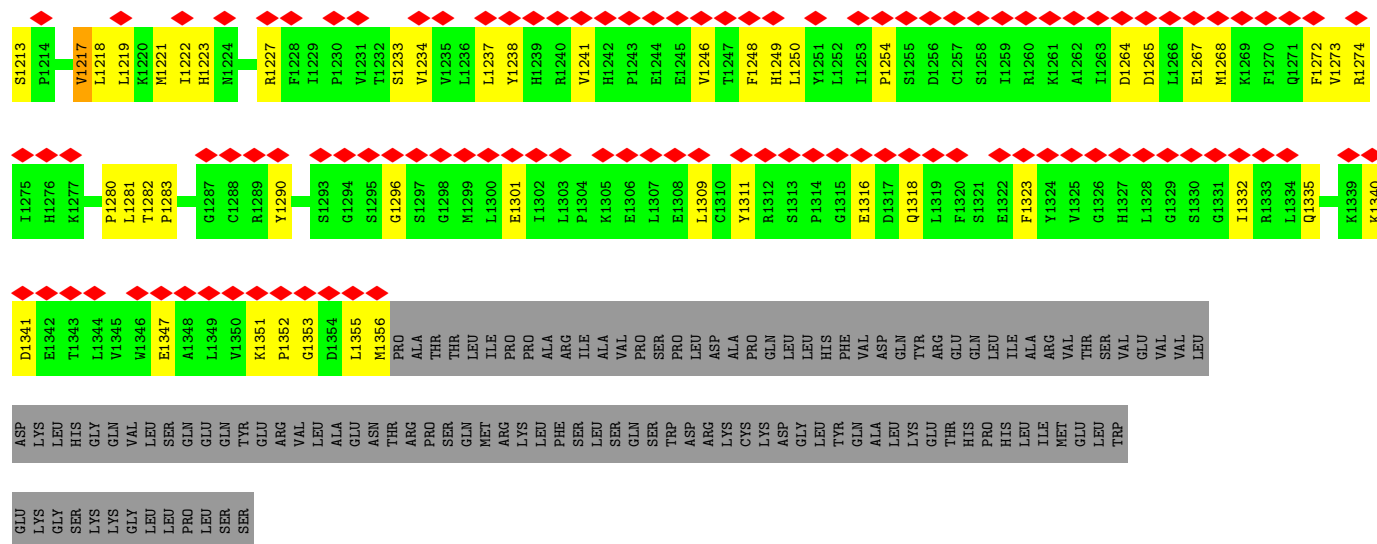 S1213 P1214 V1217 L1218 L1219 K1220 M1221 I1222 H1223 N1224 R1227 F1228 I1229 P1230 V1231 T1232 S1233 V1234 V1235 L1236 L1237 Y1238 H1239 R1240 V1241 H1242 P1243 E1244 E1245 V1246 T1247 F1248 H1249 L1250 Y1251 L1252 I1253 P1254 S1255 D1256 C1257 S1258 I1259 R1260 K1261 A1262 I1263 D1264 D1265 L1266 E1267 M1268 K1269 F1270 Q1271 F1272 V1273 R1274
I1275 H1276 K1277 P1280 L1281 T1282 P1283 G1287 C1288 R1289 Y1290 S1293 G1294 S1295 G1296 S1297 G1298 M1299 L1300 E1301 I1302 L1303 P1304 K1305 E1306 L1307 E1308 L1309 C1310 Y1311 R1312 S1313 P1314 G1315 E1316 D1317 Q1318 L1319 F1320 S1321 E1322 F1323 Y1324 V1325 G1326 H1327 L1328 G1329 S1330 G1331 I1332 R1333 L1334 Q1335 K1339 K1340
D1341 E1342 T1343 L1344 V1345 W1346 E1347 A1348 L1349 V1350 K1351 P1352 G1353 D1354 L1355 M1356 PRO ALA THR THR LEU ILE PRO PRO ALA ARG ILE ALA VAL PRO SER PRO LEU ASP ALA PRO GLN LEU LEU HIS PHE VAL ASP GLN TYR ARG GLU GLN LEU ILE ALA ARG VAL THR SER VAL GLU VAL VAL LEU
ASP LYS LEU HIS GLY GLN VAL LEU SER GLN GLU GLN TYR GLU ARG VAL LEU ALA GLU ASN THR ARG PRO SER GLN MET ARG LYS LEU PHE SER LEU SER GLN SER TRP ASP ARG LYS CYS LYS ASP GLY LEU TYR GLN ALA LEU LYS GLU THR HIS PRO HIS LEU ILE MET GLU LEU TRP
GLU LYS GLY SER LYS LYS GLY LEU LEU PRO LEU SER SER